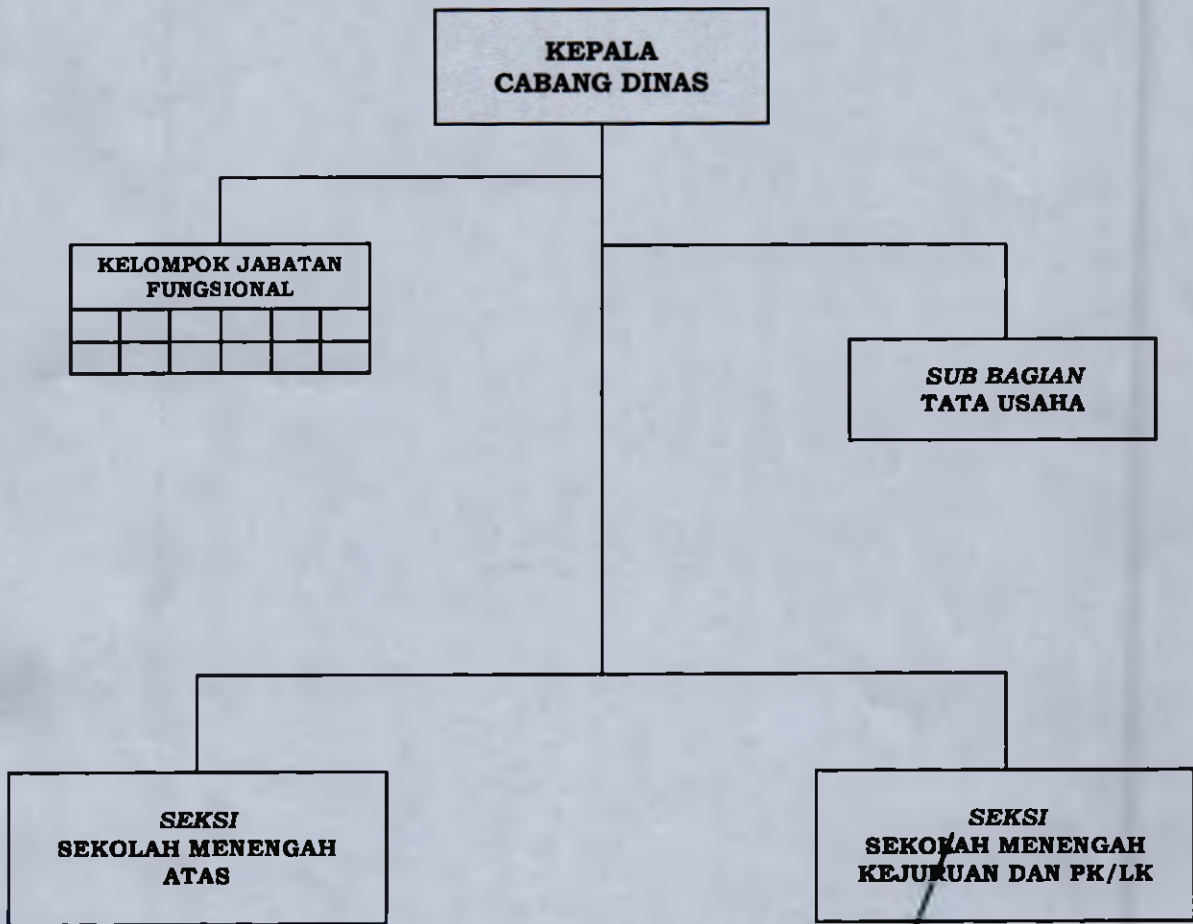 KEPALA
CABANG DINAS
KELOMPOK JABATAN
FUNGSIONAL
SUB BAGIAN
TATA USAHA
SEKSI
SEKOLAH MENENGAH
ATAS
SEKSI
SEKOLAH MENENGAH
KEJURUAN DAN PK/LK